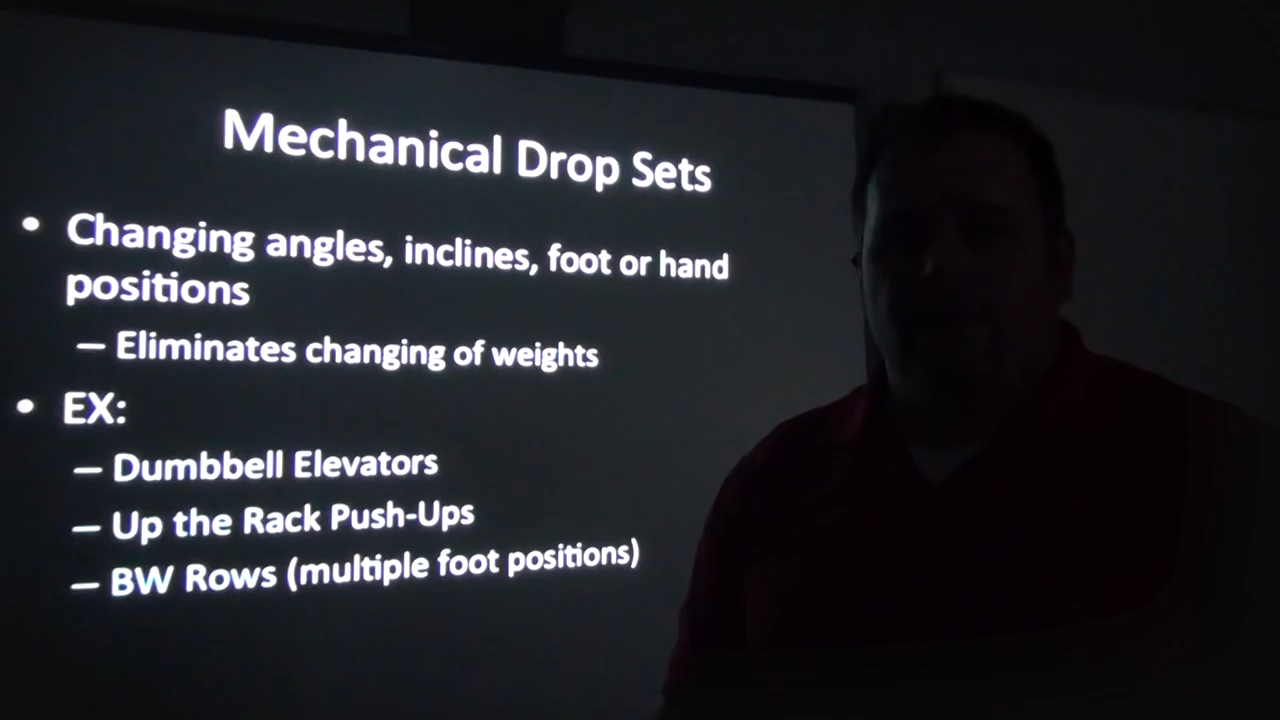 Mechanical Drop Sets
• Changing angles, inclines, foot or hand
positions
– Eliminates changing of weights
• EX:
– Dumbbell Elevators
– Up the Rack Push-Ups
– BW Rows (multiple foot positions)